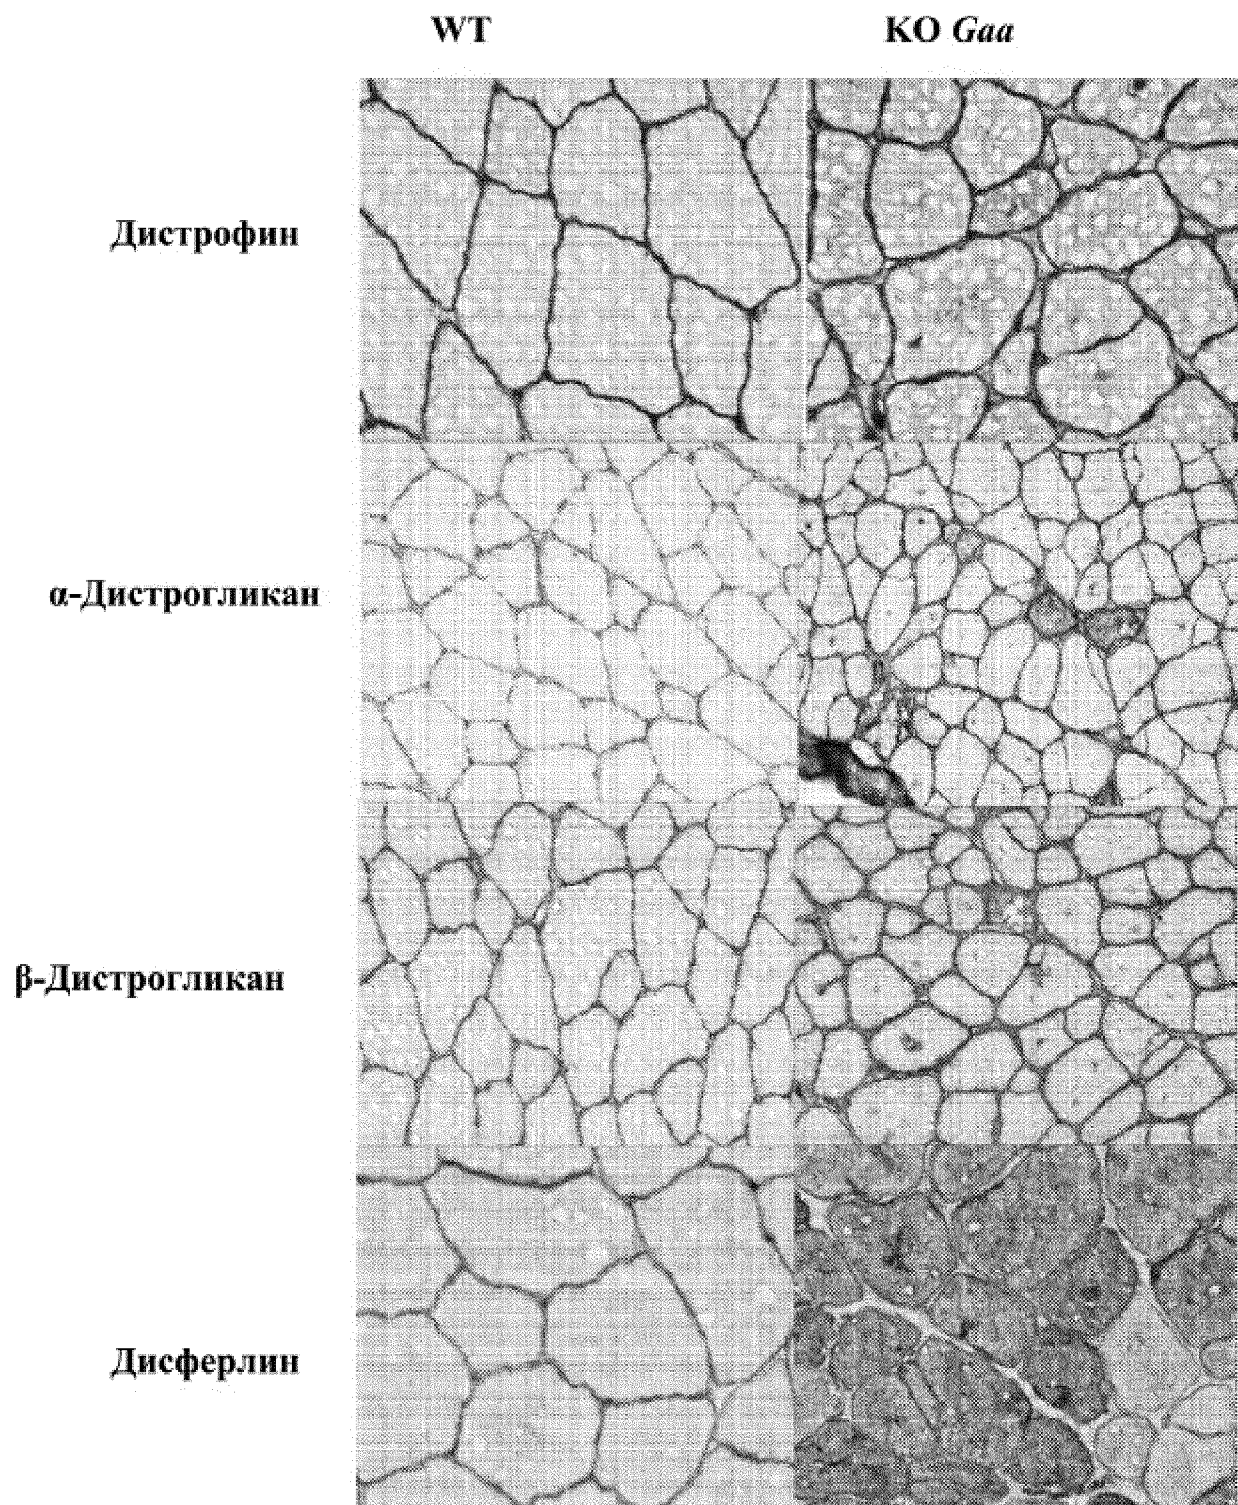 WT KO Gaa
Дистрофин
α-Дистрогликан
β-Дистрогликан
Дисферлин